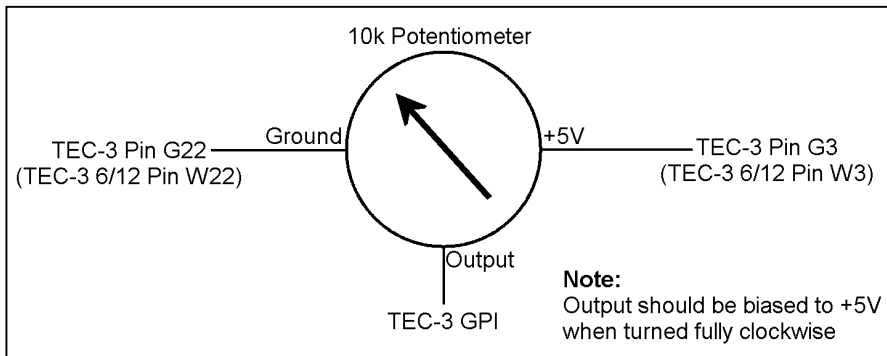 10k Potentiometer
Ground
+5V
TEC-3 Pin G22
(TEC-3 6/12 Pin W22)
TEC-3 Pin G3
(TEC-3 6/12 Pin W3)
Output
TEC-3 GPI
Note:
Output should be biased to +5V
when turned fully clockwise